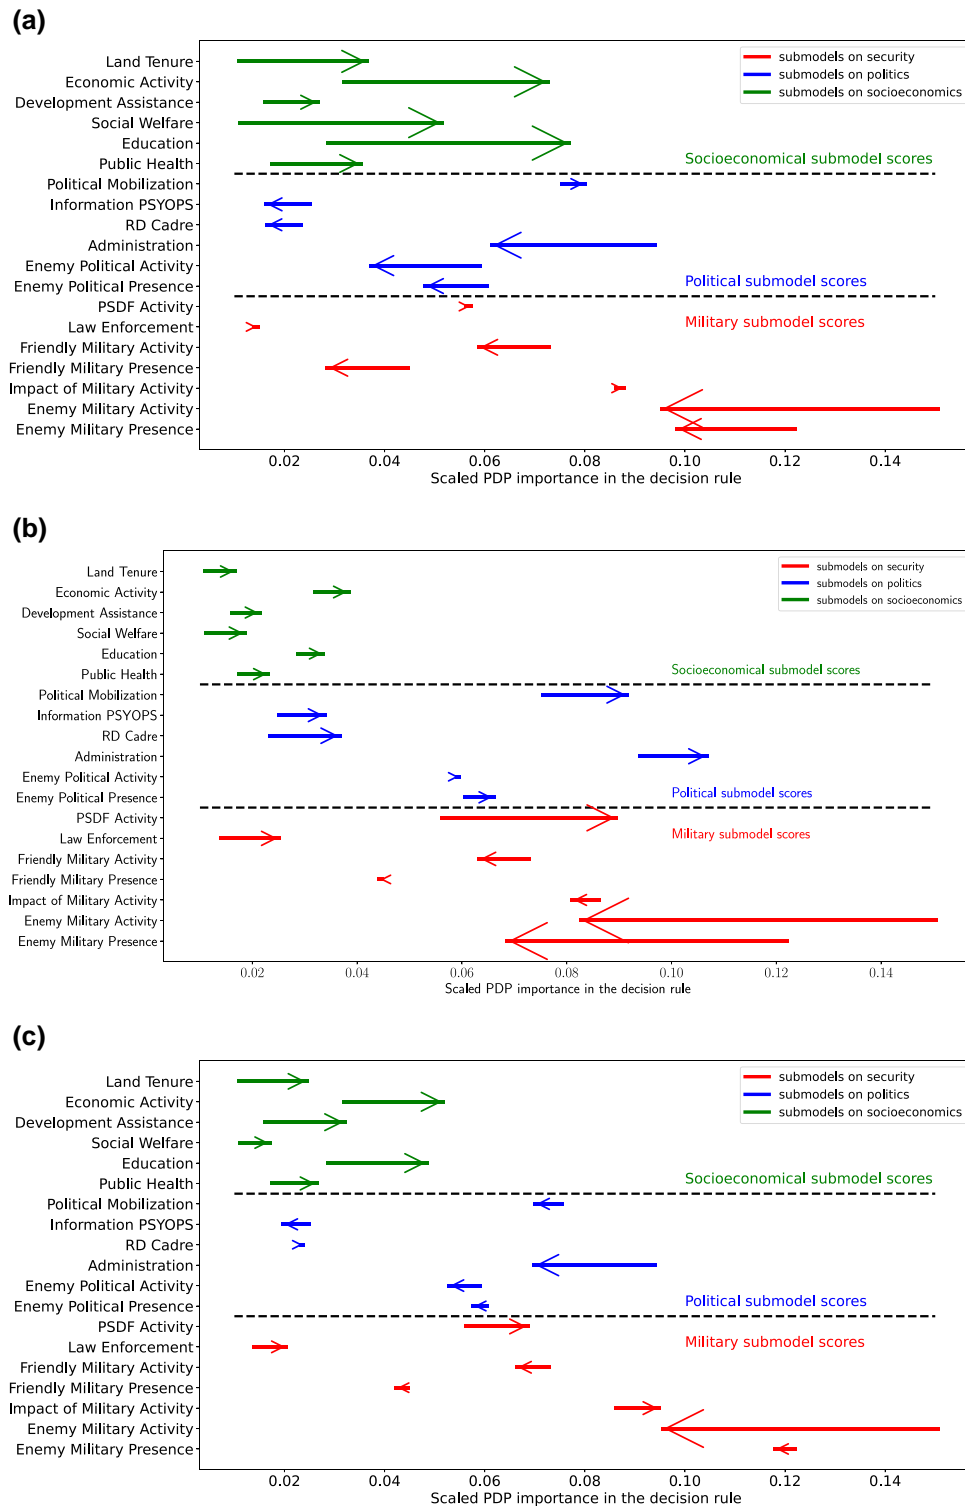 (a)
Land Tenure
Economic Activity
Development Assistance
Social Welfare
Education
Public Health
Political Mobilization
Information PSYOPS
RD Cadre
Administration
Enemy Political Activity
Enemy Political Presence
PSDF Activity
Law Enforcement
Friendly Military Activity
Friendly Military Presence
Impact of Military Activity
Enemy Military Activity
Enemy Military Presence
submodels on security
submodels on politics
submodels on socioeconomics
Socioeconomical submodel scores
Political submodel scores
Military submodel scores
0.02 0.04 0.06 0.08 0.10 0.12 0.14
Scaled PDP importance in the decision rule
(b)
Land Tenure
Economic Activity
Development Assistance
Social Welfare
Education
Public Health
Political Mobilization
Information PSYOPS
RD Cadre
Administration
Enemy Political Activity
Enemy Political Presence
PSDF Activity
Law Enforcement
Friendly Military Activity
Friendly Military Presence
Impact of Military Activity
Enemy Military Activity
Enemy Military Presence
submodels on security
submodels on politics
submodels on socioeconomics
Socioeconomical submodel scores
Political submodel scores
Military submodel scores
0.02 0.04 0.06 0.08 0.10 0.12 0.14
Scaled PDP importance in the decision rule
(c)
Land Tenure
Economic Activity
Development Assistance
Social Welfare
Education
Public Health
Political Mobilization
Information PSYOPS
RD Cadre
Administration
Enemy Political Activity
Enemy Political Presence
PSDF Activity
Law Enforcement
Friendly Military Activity
Friendly Military Presence
Impact of Military Activity
Enemy Military Activity
Enemy Military Presence
submodels on security
submodels on politics
submodels on socioeconomics
Socioeconomical submodel scores
Political submodel scores
Military submodel scores
0.02 0.04 0.06 0.08 0.10 0.12 0.14
Scaled PDP importance in the decision rule